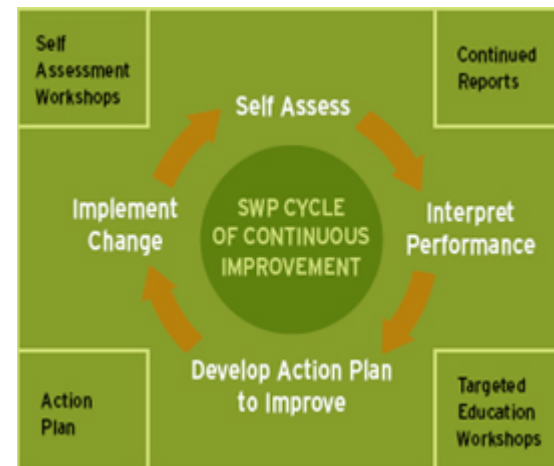 Self
Assessment
Workshops
Continued
Reports
Self Assess
Implement
Change
SWP CYCLE
OF CONTINUOUS
IMPROVEMENT
Interpret
Performance
Develop Action Plan
to Improve
Action
Plan
Targeted
Education
Workshops